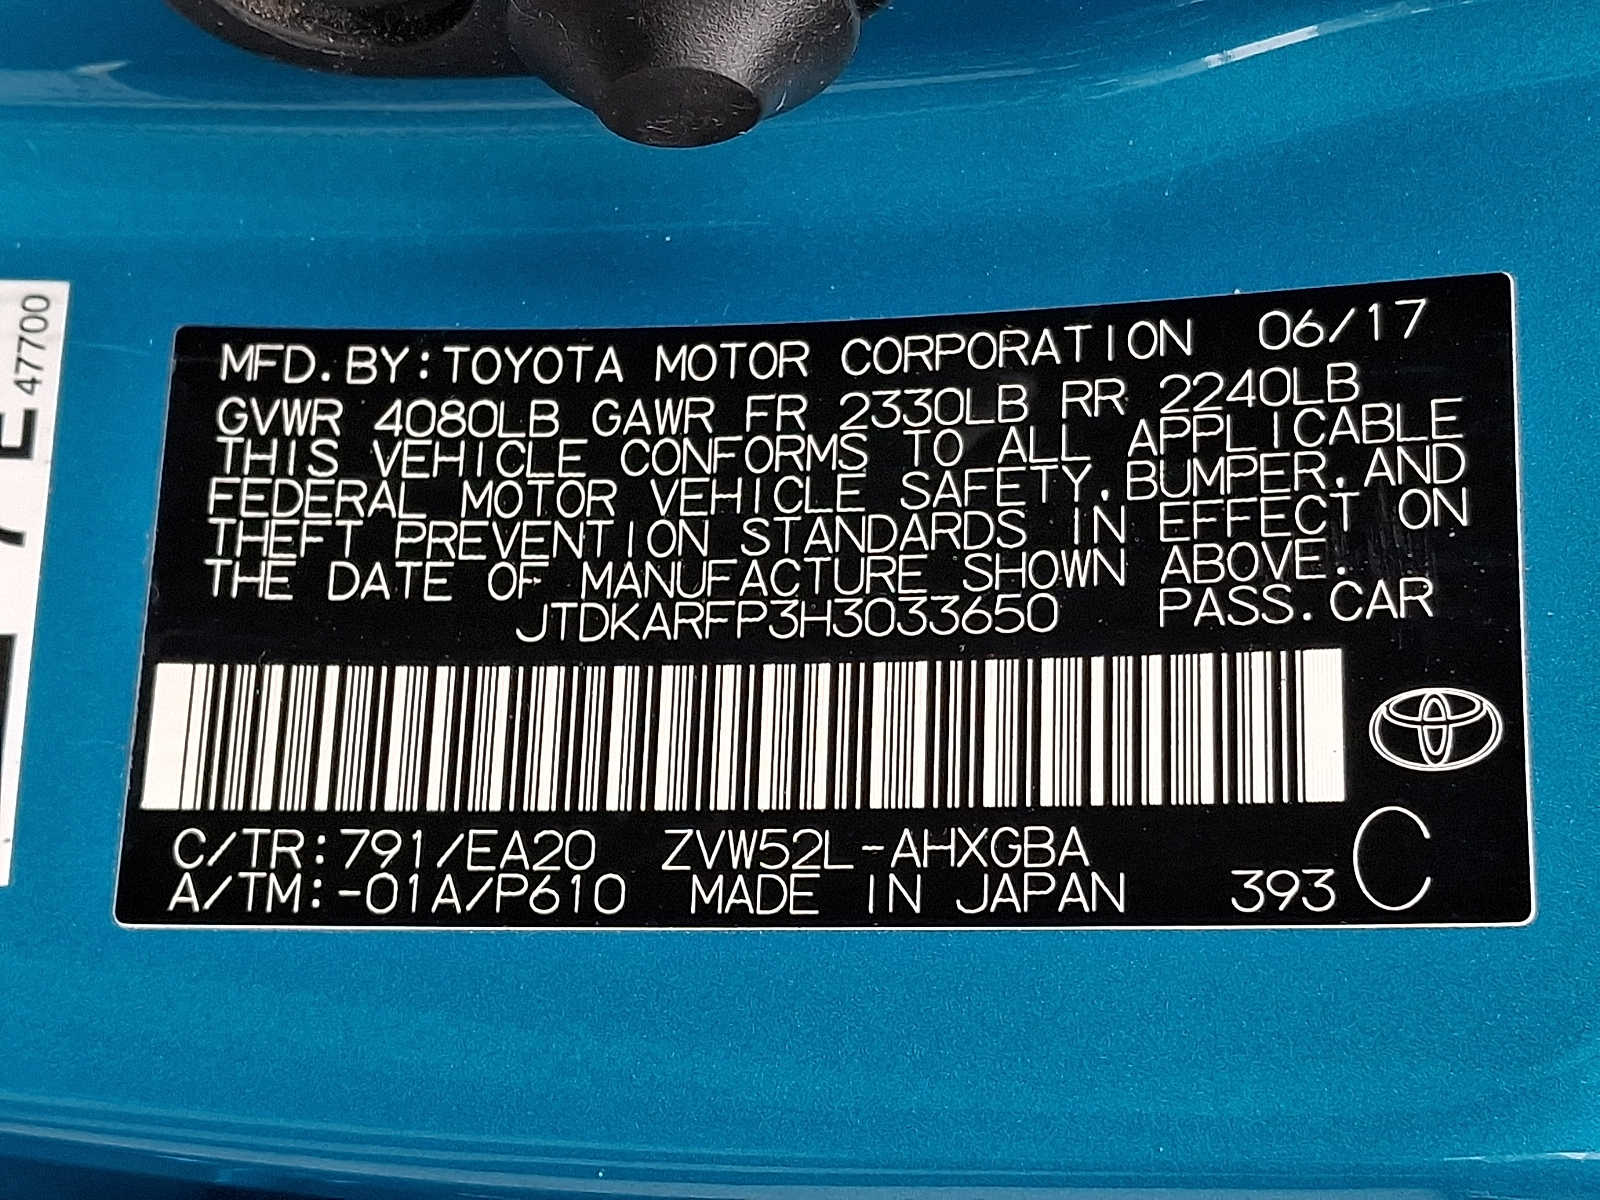 MFD. BY: TOYOTA MOTOR CORPORATION 06/17
GVWR 4080LB GAWR FR 2330LB RR 2240LB
THIS VEHICLE CONFORMS TO ALL APPLICABLE
FEDERAL MOTOR VEHICLE SAFETY, BUMPER, AND
THEFT PREVENTION STANDARDS IN EFFECT ON
THE DATE OF MANUFACTURE SHOWN ABOVE.
JTDKARFP3H3033650 PASS. CAR
C/TR: 791/EA20 ZVW52L-AHXGBA
A/TM: -01A/P610 MADE IN JAPAN 393 C
47700